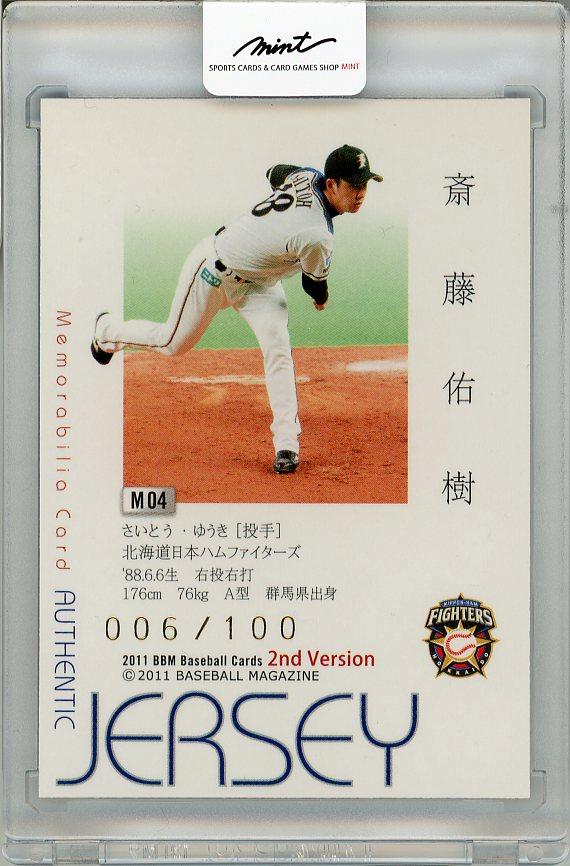 mint
SPORTS CARDS & CARD GAMES SHOP MINT
斎藤佑樹
18
Memorabilia Card AUTHENTIC
M04
さいとう・ゆうき [投手]
北海道日本ハムファイターズ
'88.6.6生 右投右打
176cm 76kg A型 群馬県出身
006/100
2011 BBM Baseball Cards 2nd Version
©2011 BASEBALL MAGAZINE
NIPPON-HAM
FIGHTERS
HOKKAIDO
JERSEY